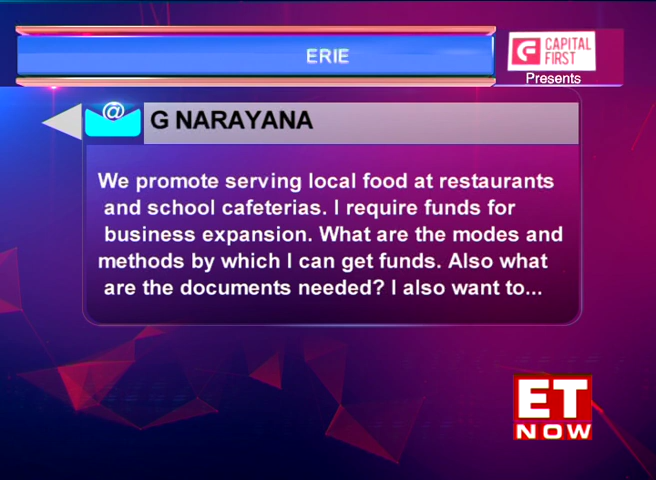 ERIE
CAPITAL
FIRST
Presents
@
G NARAYANA
We promote serving local food at restaurants
and school cafeterias. I require funds for
business expansion. What are the modes and
methods by which I can get funds. Also what
are the documents needed? I also want to...
ET
NOW